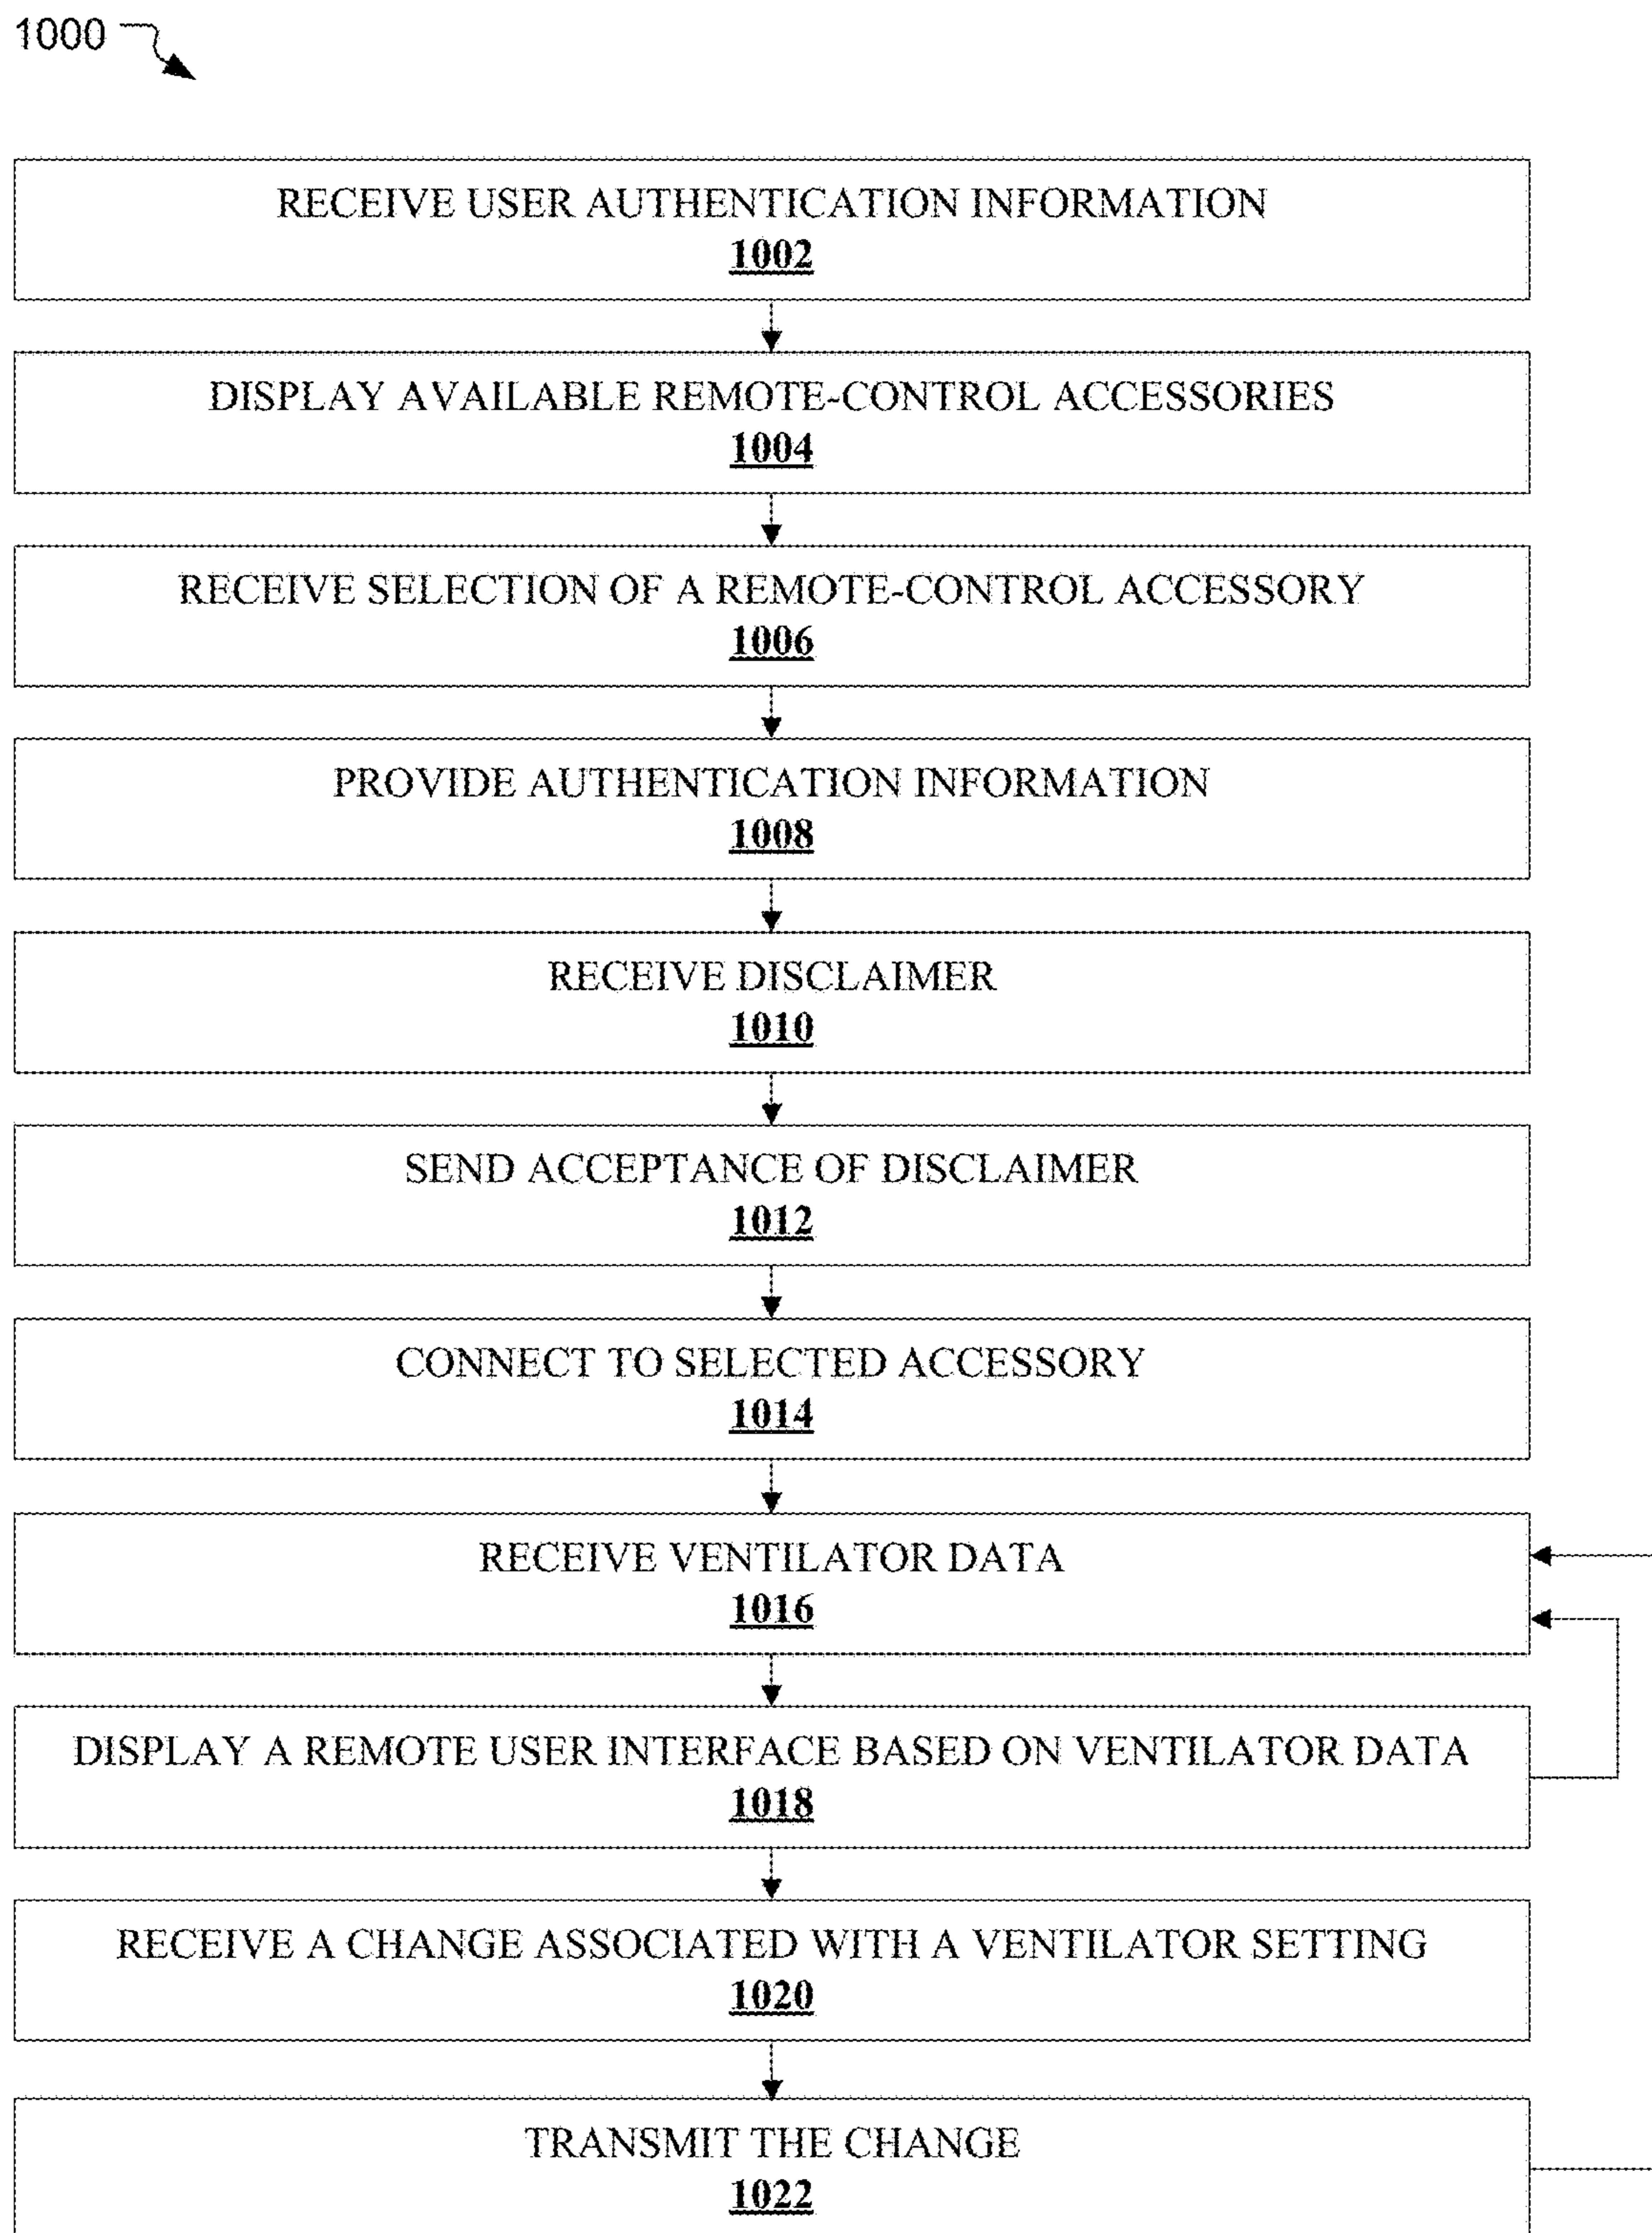 1000
RECEIVE USER AUTHENTICATION INFORMATION
1002
DISPLAY AVAILABLE REMOTE-CONTROL ACCESSORIES
1004
RECEIVE SELECTION OF A REMOTE-CONTROL ACCESSORY
1006
PROVIDE AUTHENTICATION INFORMATION
1008
RECEIVE DISCLAIMER
1010
SEND ACCEPTANCE OF DISCLAIMER
1012
CONNECT TO SELECTED ACCESSORY
1014
RECEIVE VENTILATOR DATA
1016
DISPLAY A REMOTE USER INTERFACE BASED ON VENTILATOR DATA
1018
RECEIVE A CHANGE ASSOCIATED WITH A VENTILATOR SETTING
1020
TRANSMIT THE CHANGE
1022